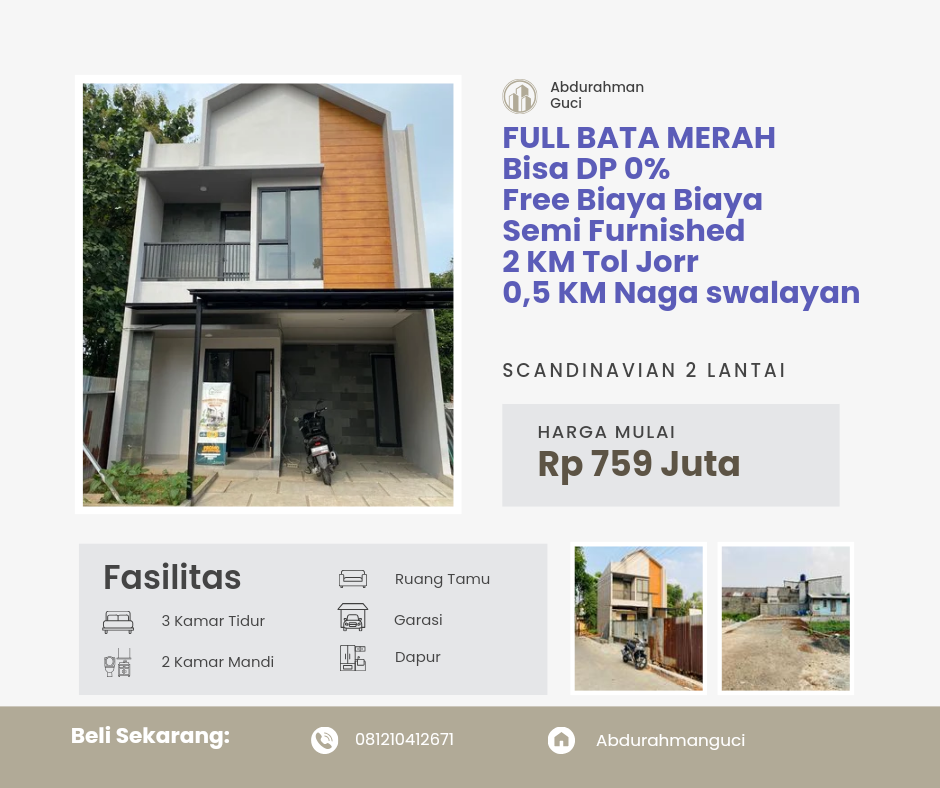 Abdurahman
Guci
FULL BATA MERAH
Bisa DP 0%
Free Biaya Biaya
Semi Furnished
2 KM Tol Jorr
0,5 KM Naga swalayan
SCANDINAVIAN 2 LANTAI
HARGA MULAI
Rp 759 Juta
Fasilitas
3 Kamar Tidur
2 Kamar Mandi
Ruang Tamu
Garasi
Dapur
Beli Sekarang:
081210412671
Abdurahmanguci